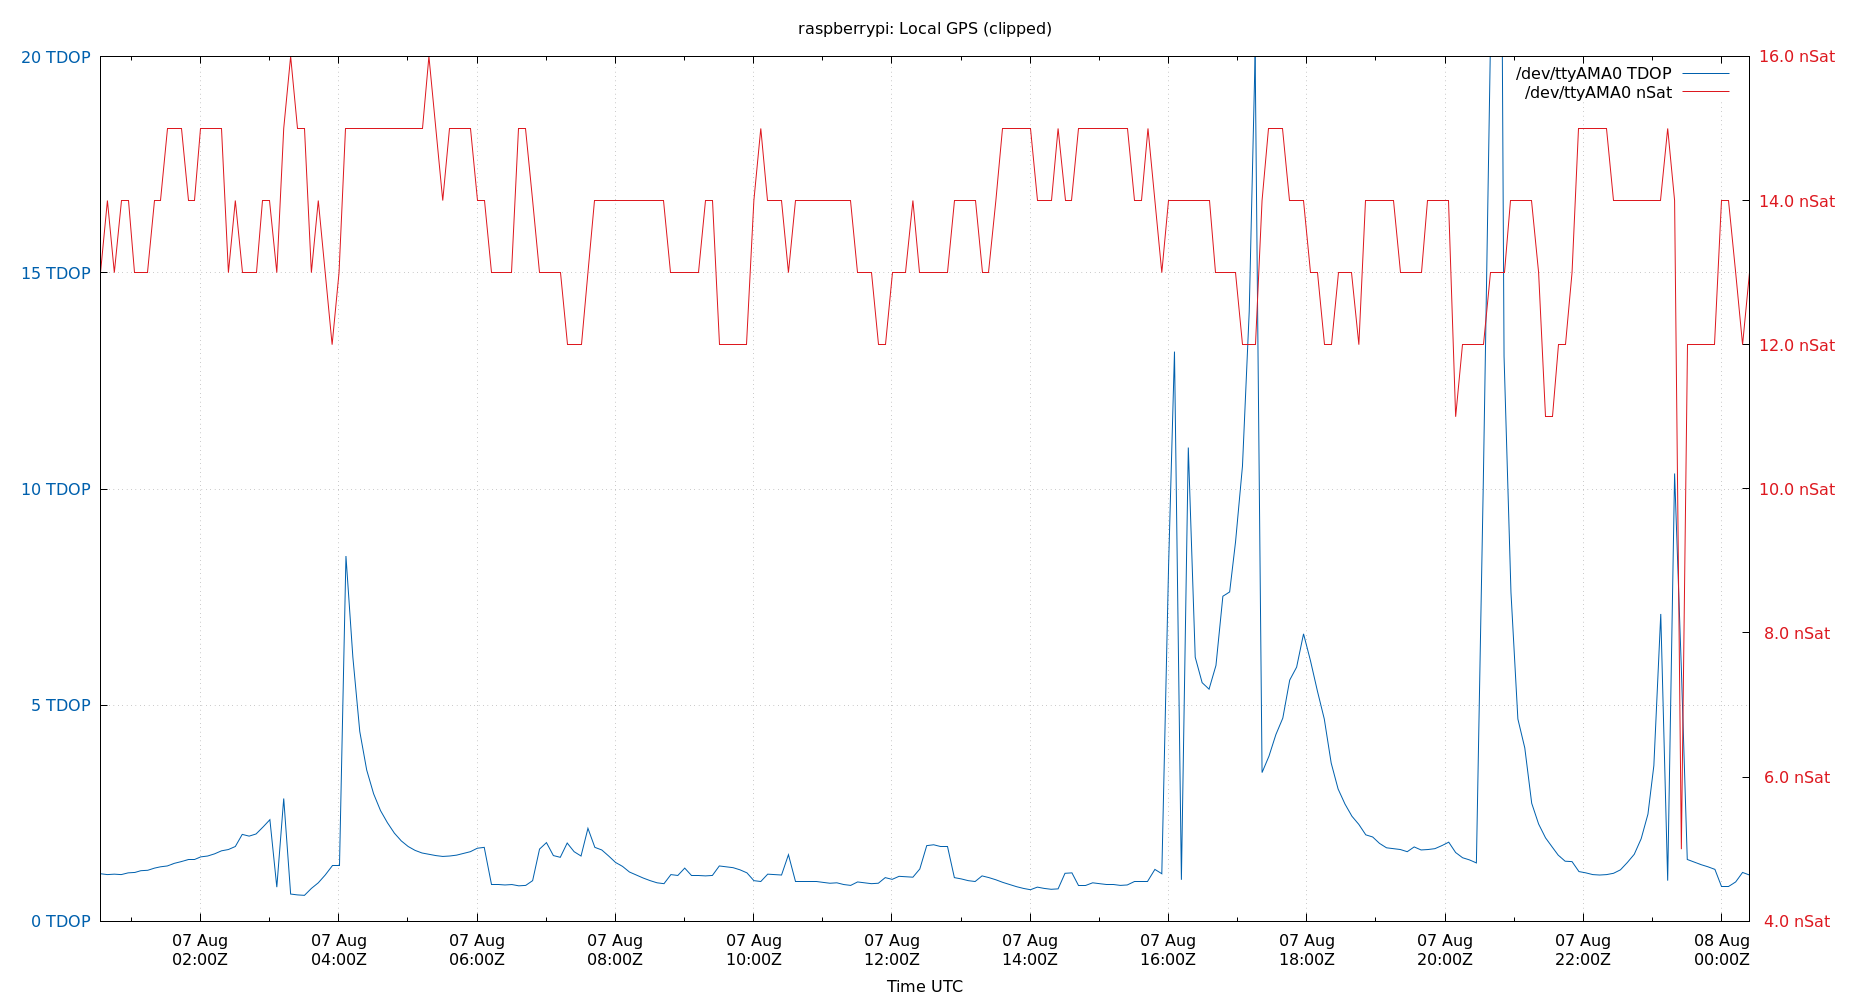 raspberrypi: Local GPS (clipped)
20 TDOP
15 TDOP
10 TDOP
5 TDOP
0 TDOP
16.0 nSat
14.0 nSat
12.0 nSat
10.0 nSat
8.0 nSat
6.0 nSat
4.0 nSat
/dev/ttyAMA0 TDOP
/dev/ttyAMA0 nSat
07 Aug
02:00Z
07 Aug
04:00Z
07 Aug
06:00Z
07 Aug
08:00Z
07 Aug
10:00Z
07 Aug
12:00Z
07 Aug
14:00Z
07 Aug
16:00Z
07 Aug
18:00Z
07 Aug
20:00Z
07 Aug
22:00Z
08 Aug
00:00Z
Time UTC